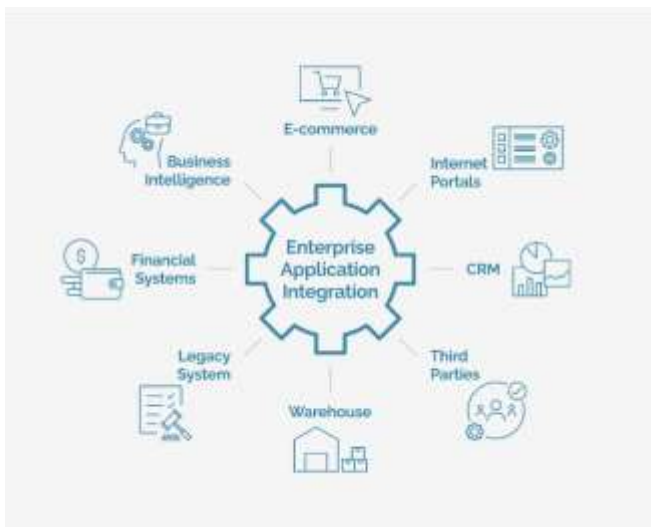 E-commerce
Business
Intelligence
Internet
Portals
Enterprise
Application
Integration
Financial
Systems
CRM
Legacy
System
Third
Parties
Warehouse